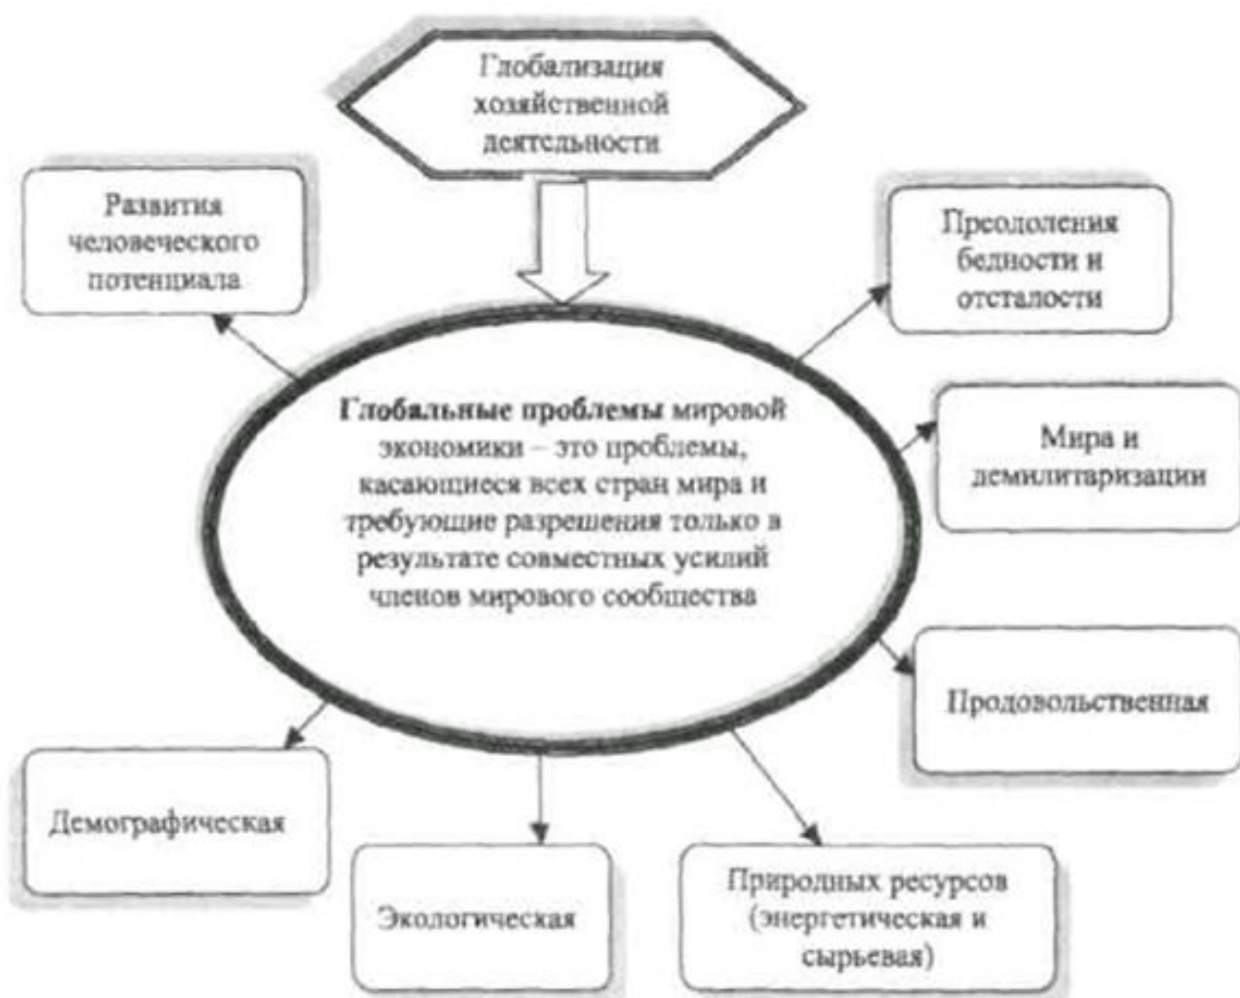 Глобализация
хозяйственной
деятельности
Развития
человеческого
потенциала
Преодоления
бедности и
отсталости
Глобальные проблемы мировой
экономики – это проблемы,
касающиеся всех стран мира и
требующие разрешения только в
результате совместных усилий
членов мирового сообщества
Мира и
демилитаризации
Продовольственная
Демографическая
Экологическая
Природных ресурсов
(энергетическая и
сырьевая)